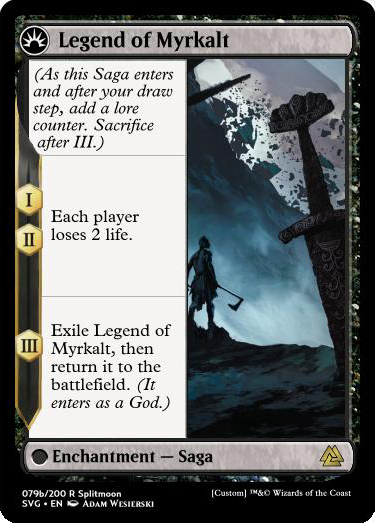 Legend of Myrkalt
(As this Saga enters
and after your draw
step, add a lore
counter. Sacrifice
after III.)
I
Each player
loses 2 life.
II
III
Exile Legend of
Myrkalt, then
return it to the
battlefield. (It
enters as a God.)
Enchantment — Saga
079b/200 R Splitmoon
SVG • EN Adam Wesierski
[Custom] ™&© Wizards of the Coast